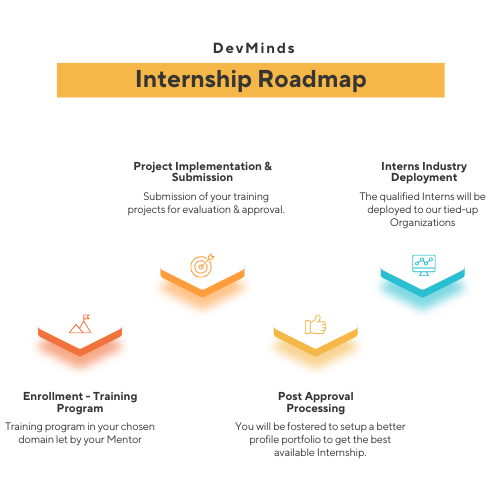 DevMinds
Internship Roadmap
Project Implementation &
Submission
Submission of your training
projects for evaluation & approval.
Interns Industry
Deployment
The qualified Interns will be
deployed to our tied-up
Organizations
Enrollment - Training
Program
Training program in your chosen
domain let by your Mentor
Post Approval
Processing
You will be fostered to setup a better
profile portfolio to get the best
available Internship.